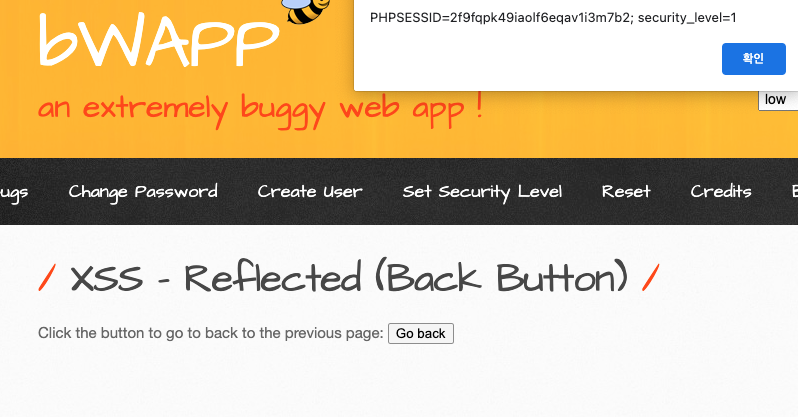 PHPSESSID=2f9fqpk49iaolf6eqav1i3m7b2; security_level=1
확인
bWAPP
an extremely buggy web app !
low
ugs Change Password Create User Set Security Level Reset Credits
/ XSS - Reflected (Back Button) /
Click the button to go to back to the previous page: Go back